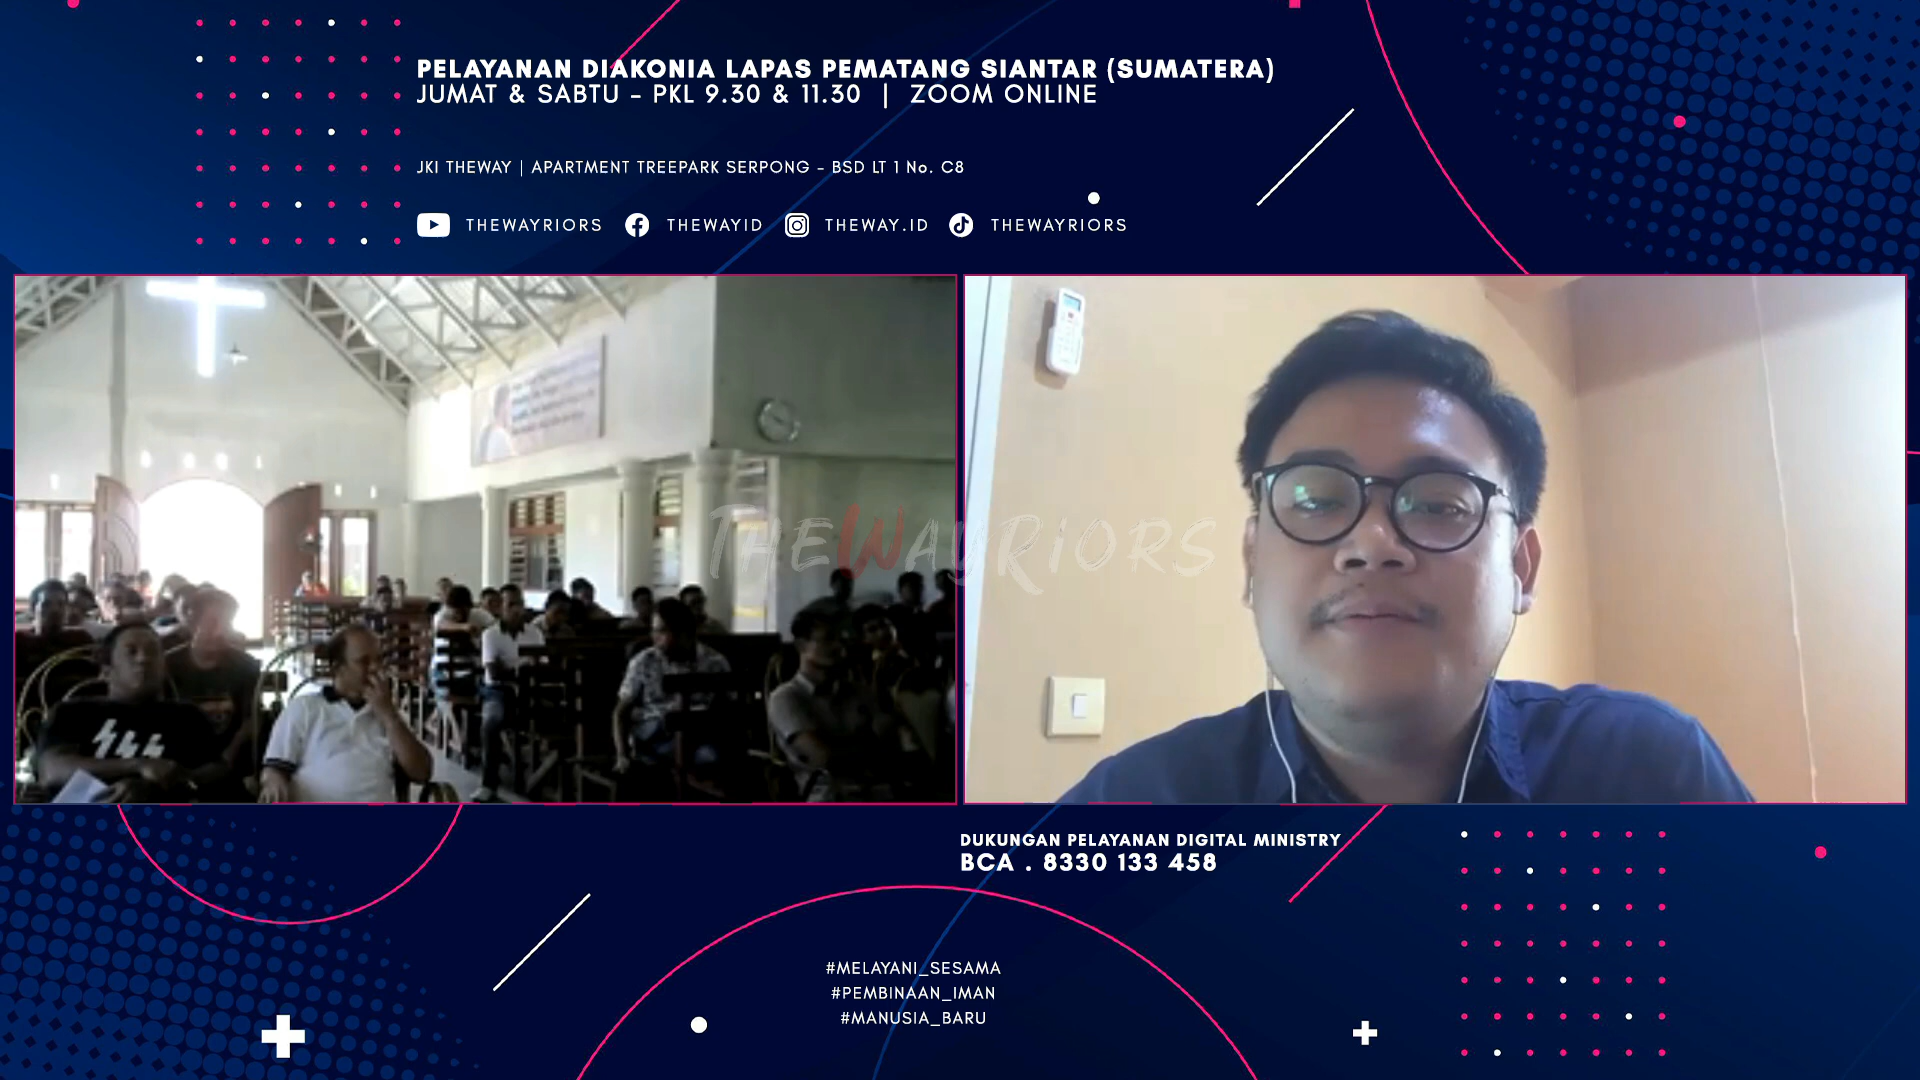 PELAYANAN DIAKONIA LAPAS PEMATANG SIANTAR (SUMATERA)
JUMAT & SABTU - PKL 9.30 & 11.30 | ZOOM ONLINE
JKI THEWAY | APARTMENT TREEPARK SERPONG - BSD LT 1 No. C8
THEWAYRIORS THEWAYID THEWAY.ID THEWAYRIORS
THEWAYRIORS
DUKUNGAN PELAYANAN DIGITAL MINISTRY
BCA . 8330 133 458
#MELAYANI_SESAMA
#PEMBINAAN_IMAN
#MANUSIA_BARU